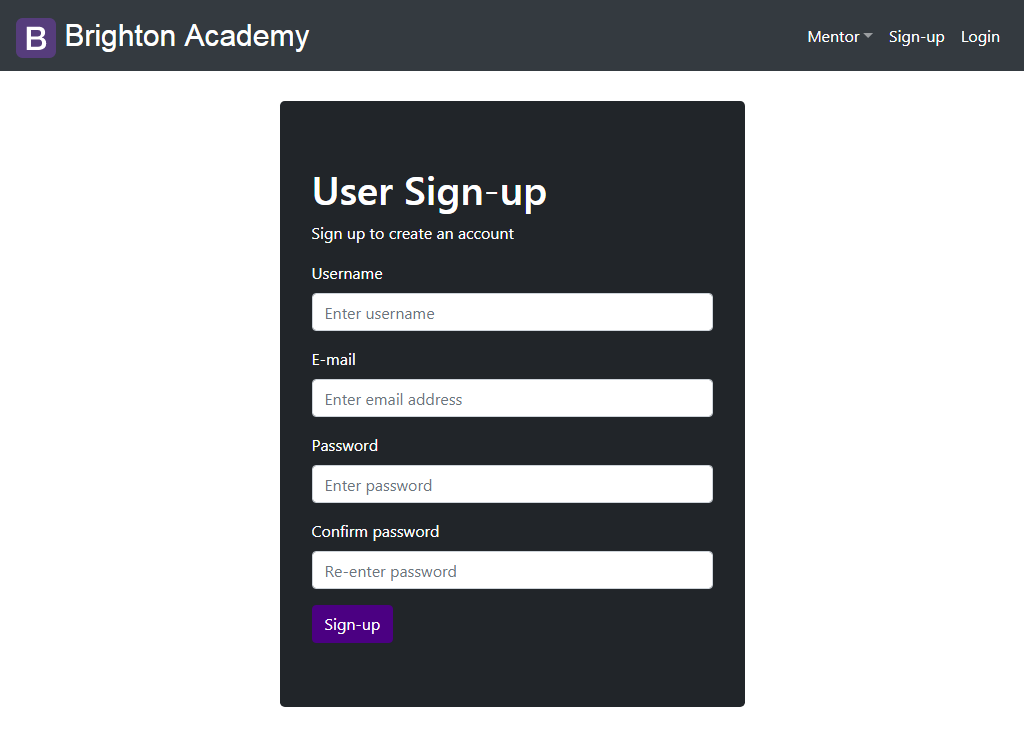 B Brighton Academy
Mentor Sign-up Login
User Sign-up
Sign up to create an account
Username
Enter username
E-mail
Enter email address
Password
Enter password
Confirm password
Re-enter password
Sign-up